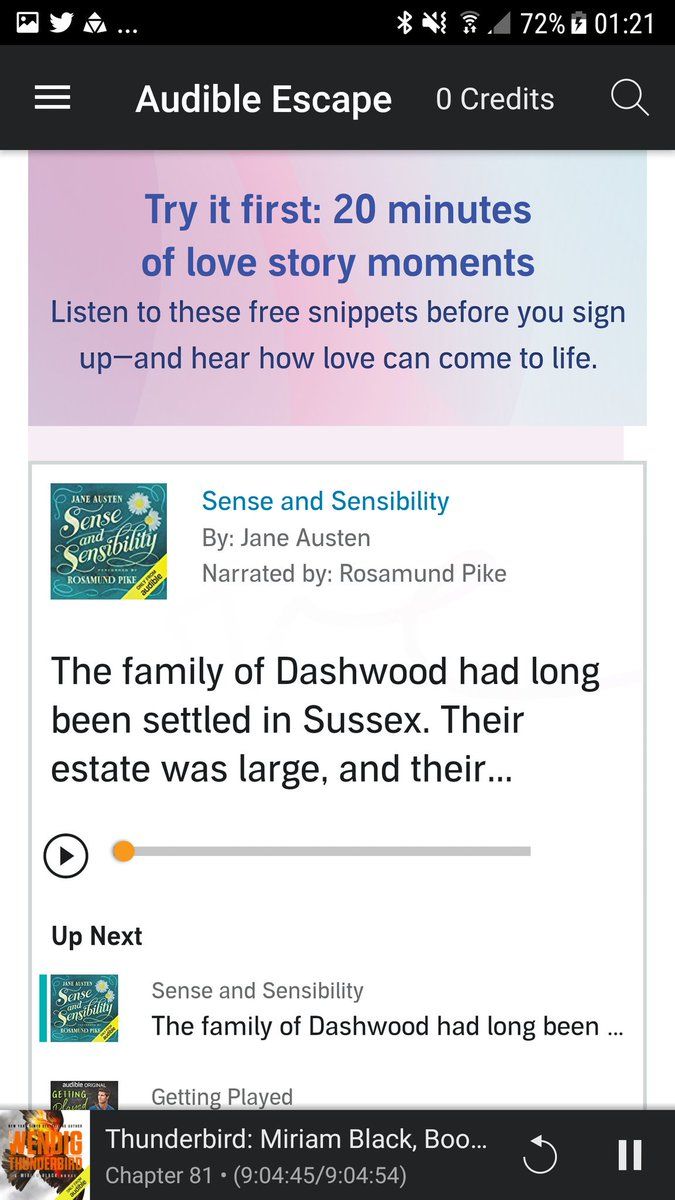 ... 72% 01:21
Audible Escape 0 Credits
Try it first: 20 minutes
of love story moments
Listen to these free snippets before you sign
up—and hear how love can come to life.
JANE AUSTEN
Sense
and
Sensibility
PERFORMED BY
ROSAMUND PIKE
ONLY FROM
audible
Sense and Sensibility
By: Jane Austen
Narrated by: Rosamund Pike
The family of Dashwood had long
been settled in Sussex. Their
estate was large, and their...
Up Next
JANE AUSTEN
Sense
and
Sensibility
ROSAMUND PIKE
Sense and Sensibility
The family of Dashwood had long been ...
audible ORIGINAL
GETTING
Played
Getting Played
WENDIG
THUNDERBIRD
A MIRIAM BLACK NOVEL
Thunderbird: Miriam Black, Boo...
Chapter 81 • (9:04:45/9:04:54)